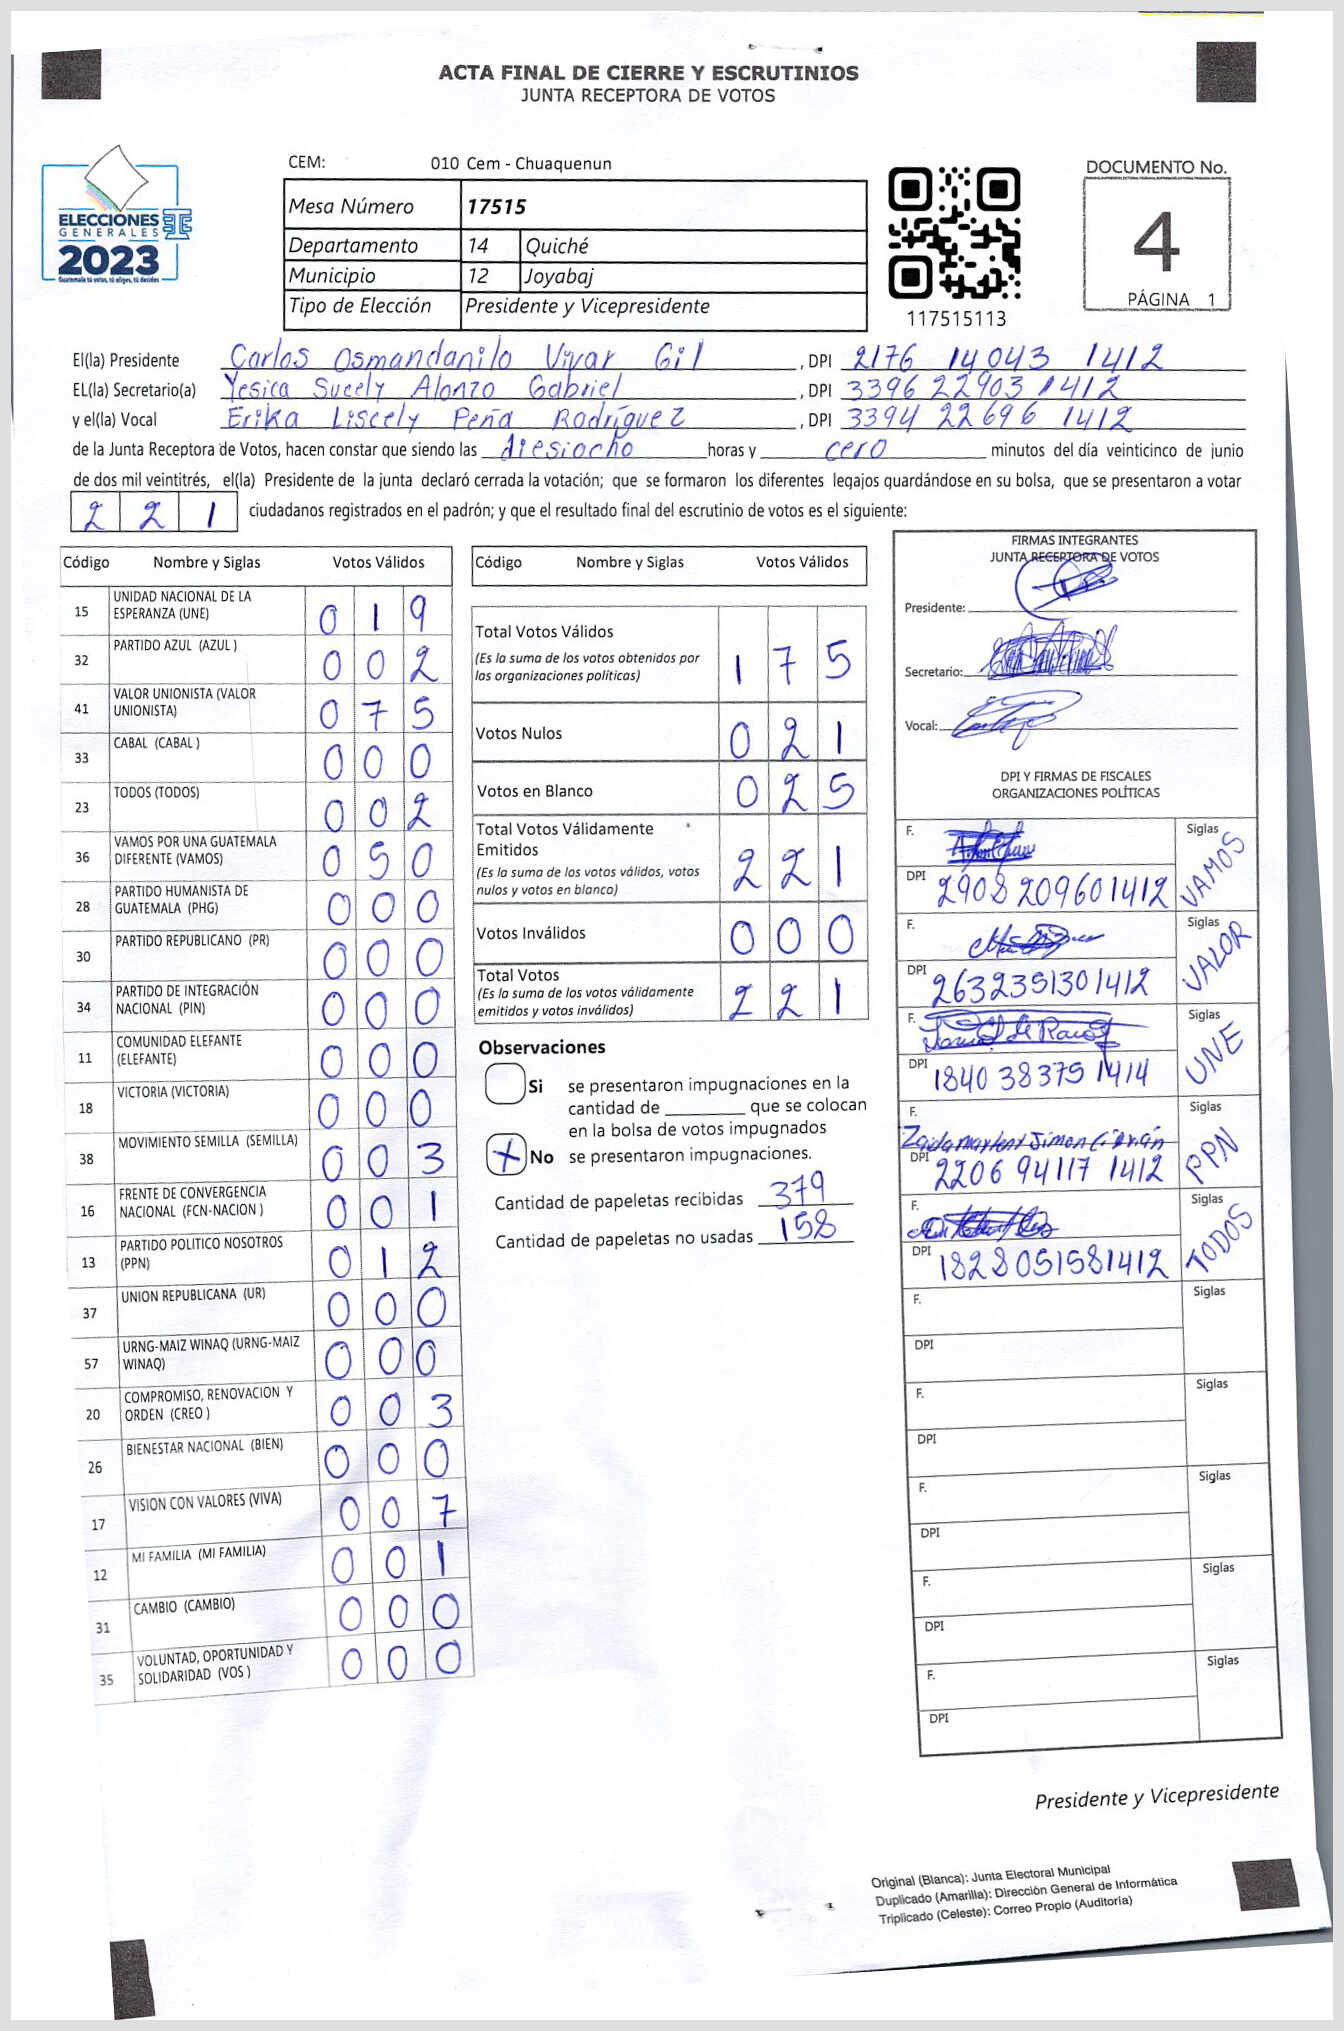 ACTA FINAL DE CIERRE Y ESCRUTINIOS
JUNTA RECEPTORA DE VOTOS
ELECCIONES
GENERALES
2023
Guatemala tú votas, tú eliges, tú decides
CEM: 010 Cem - Chuaquenun
Mesa Número 17515
Departamento 14 Quiché
Municipio 12 Joyabaj
Tipo de Elección Presidente y Vicepresidente
117515113
DOCUMENTO No.
4
PÁGINA 1
El(la) Presidente Carlos Osmandanilo Vivar Gil , DPI 2176 14043 1412
EL(la) Secretario(a) Yesica Sucely Alonzo Gabriel , DPI 3396 22903 1412
y el(la) Vocal Erika Liscely Peña Rodríguez , DPI 3394 22696 1412
de la Junta Receptora de Votos, hacen constar que siendo las diesiocho horas y cero minutos del día veinticinco de junio
de dos mil veintitrés, el(la) Presidente de la junta declaró cerrada la votación; que se formaron los diferentes legajos guardándose en su bolsa, que se presentaron a votar
2 2 1 ciudadanos registrados en el padrón; y que el resultado final del escrutinio de votos es el siguiente:
Código Nombre y Siglas Votos Válidos
15 UNIDAD NACIONAL DE LA ESPERANZA (UNE) 0 1 9
32 PARTIDO AZUL (AZUL ) 0 0 2
41 VALOR UNIONISTA (VALOR UNIONISTA) 0 7 5
33 CABAL (CABAL ) 0 0 0
23 TODOS (TODOS) 0 0 2
36 VAMOS POR UNA GUATEMALA DIFERENTE (VAMOS) 0 5 0
28 PARTIDO HUMANISTA DE GUATEMALA (PHG) 0 0 0
30 PARTIDO REPUBLICANO (PR) 0 0 0
34 PARTIDO DE INTEGRACIÓN NACIONAL (PIN) 0 0 0
11 COMUNIDAD ELEFANTE (ELEFANTE) 0 0 0
18 VICTORIA (VICTORIA) 0 0 0
38 MOVIMIENTO SEMILLA (SEMILLA) 0 0 3
16 FRENTE DE CONVERGENCIA NACIONAL (FCN-NACION ) 0 0 1
13 PARTIDO POLITICO NOSOTROS (PPN) 0 1 2
37 UNION REPUBLICANA (UR) 0 0 0
57 URNG-MAIZ WINAQ (URNG-MAIZ WINAQ) 0 0 0
20 COMPROMISO, RENOVACION Y ORDEN (CREO ) 0 0 3
26 BIENESTAR NACIONAL (BIEN) 0 0 0
17 VISION CON VALORES (VIVA) 0 0 7
12 MI FAMILIA (MI FAMILIA) 0 0 1
31 CAMBIO (CAMBIO) 0 0 0
35 VOLUNTAD, OPORTUNIDAD Y SOLIDARIDAD (VOS ) 0 0 0
Código Nombre y Siglas Votos Válidos
Total Votos Válidos 1 7 5
(Es la suma de los votos obtenidos por
las organizaciones políticas)
Votos Nulos 0 2 1
Votos en Blanco 0 2 5
Total Votos Válidamente
Emitidos 2 2 1
(Es la suma de los votos válidos, votos
nulos y votos en blanco)
Votos Inválidos 0 0 0
Total Votos 2 2 1
(Es la suma de los votos válidamente
emitidos y votos inválidos)
Observaciones
Si se presentaron impugnaciones en la
cantidad de ________ que se colocan
en la bolsa de votos impugnados
X No se presentaron impugnaciones.
Cantidad de papeletas recibidas 379
Cantidad de papeletas no usadas 158
FIRMAS INTEGRANTES
JUNTA RECEPTORA DE VOTOS
Presidente:
Secretario:
Vocal:
DPI Y FIRMAS DE FISCALES
ORGANIZACIONES POLÍTICAS
F. Siglas VAMOS
DPI 2908 209601412
F. Siglas VALOR
DPI 2632351301412
F. Siglas UNE
DPI 1840 38375 1414
F. Siglas PPN
DPI 2206 94117 1412
F. Siglas TODOS
DPI 1828051581412
F. Siglas
DPI
F. Siglas
DPI
F. Siglas
DPI
F. Siglas
DPI
F. Siglas
DPI
Presidente y Vicepresidente
Original (Blanca): Junta Electoral Municipal
Duplicado (Amarilla): Dirección General de Informática
Triplicado (Celeste): Correo Propio (Auditoría)